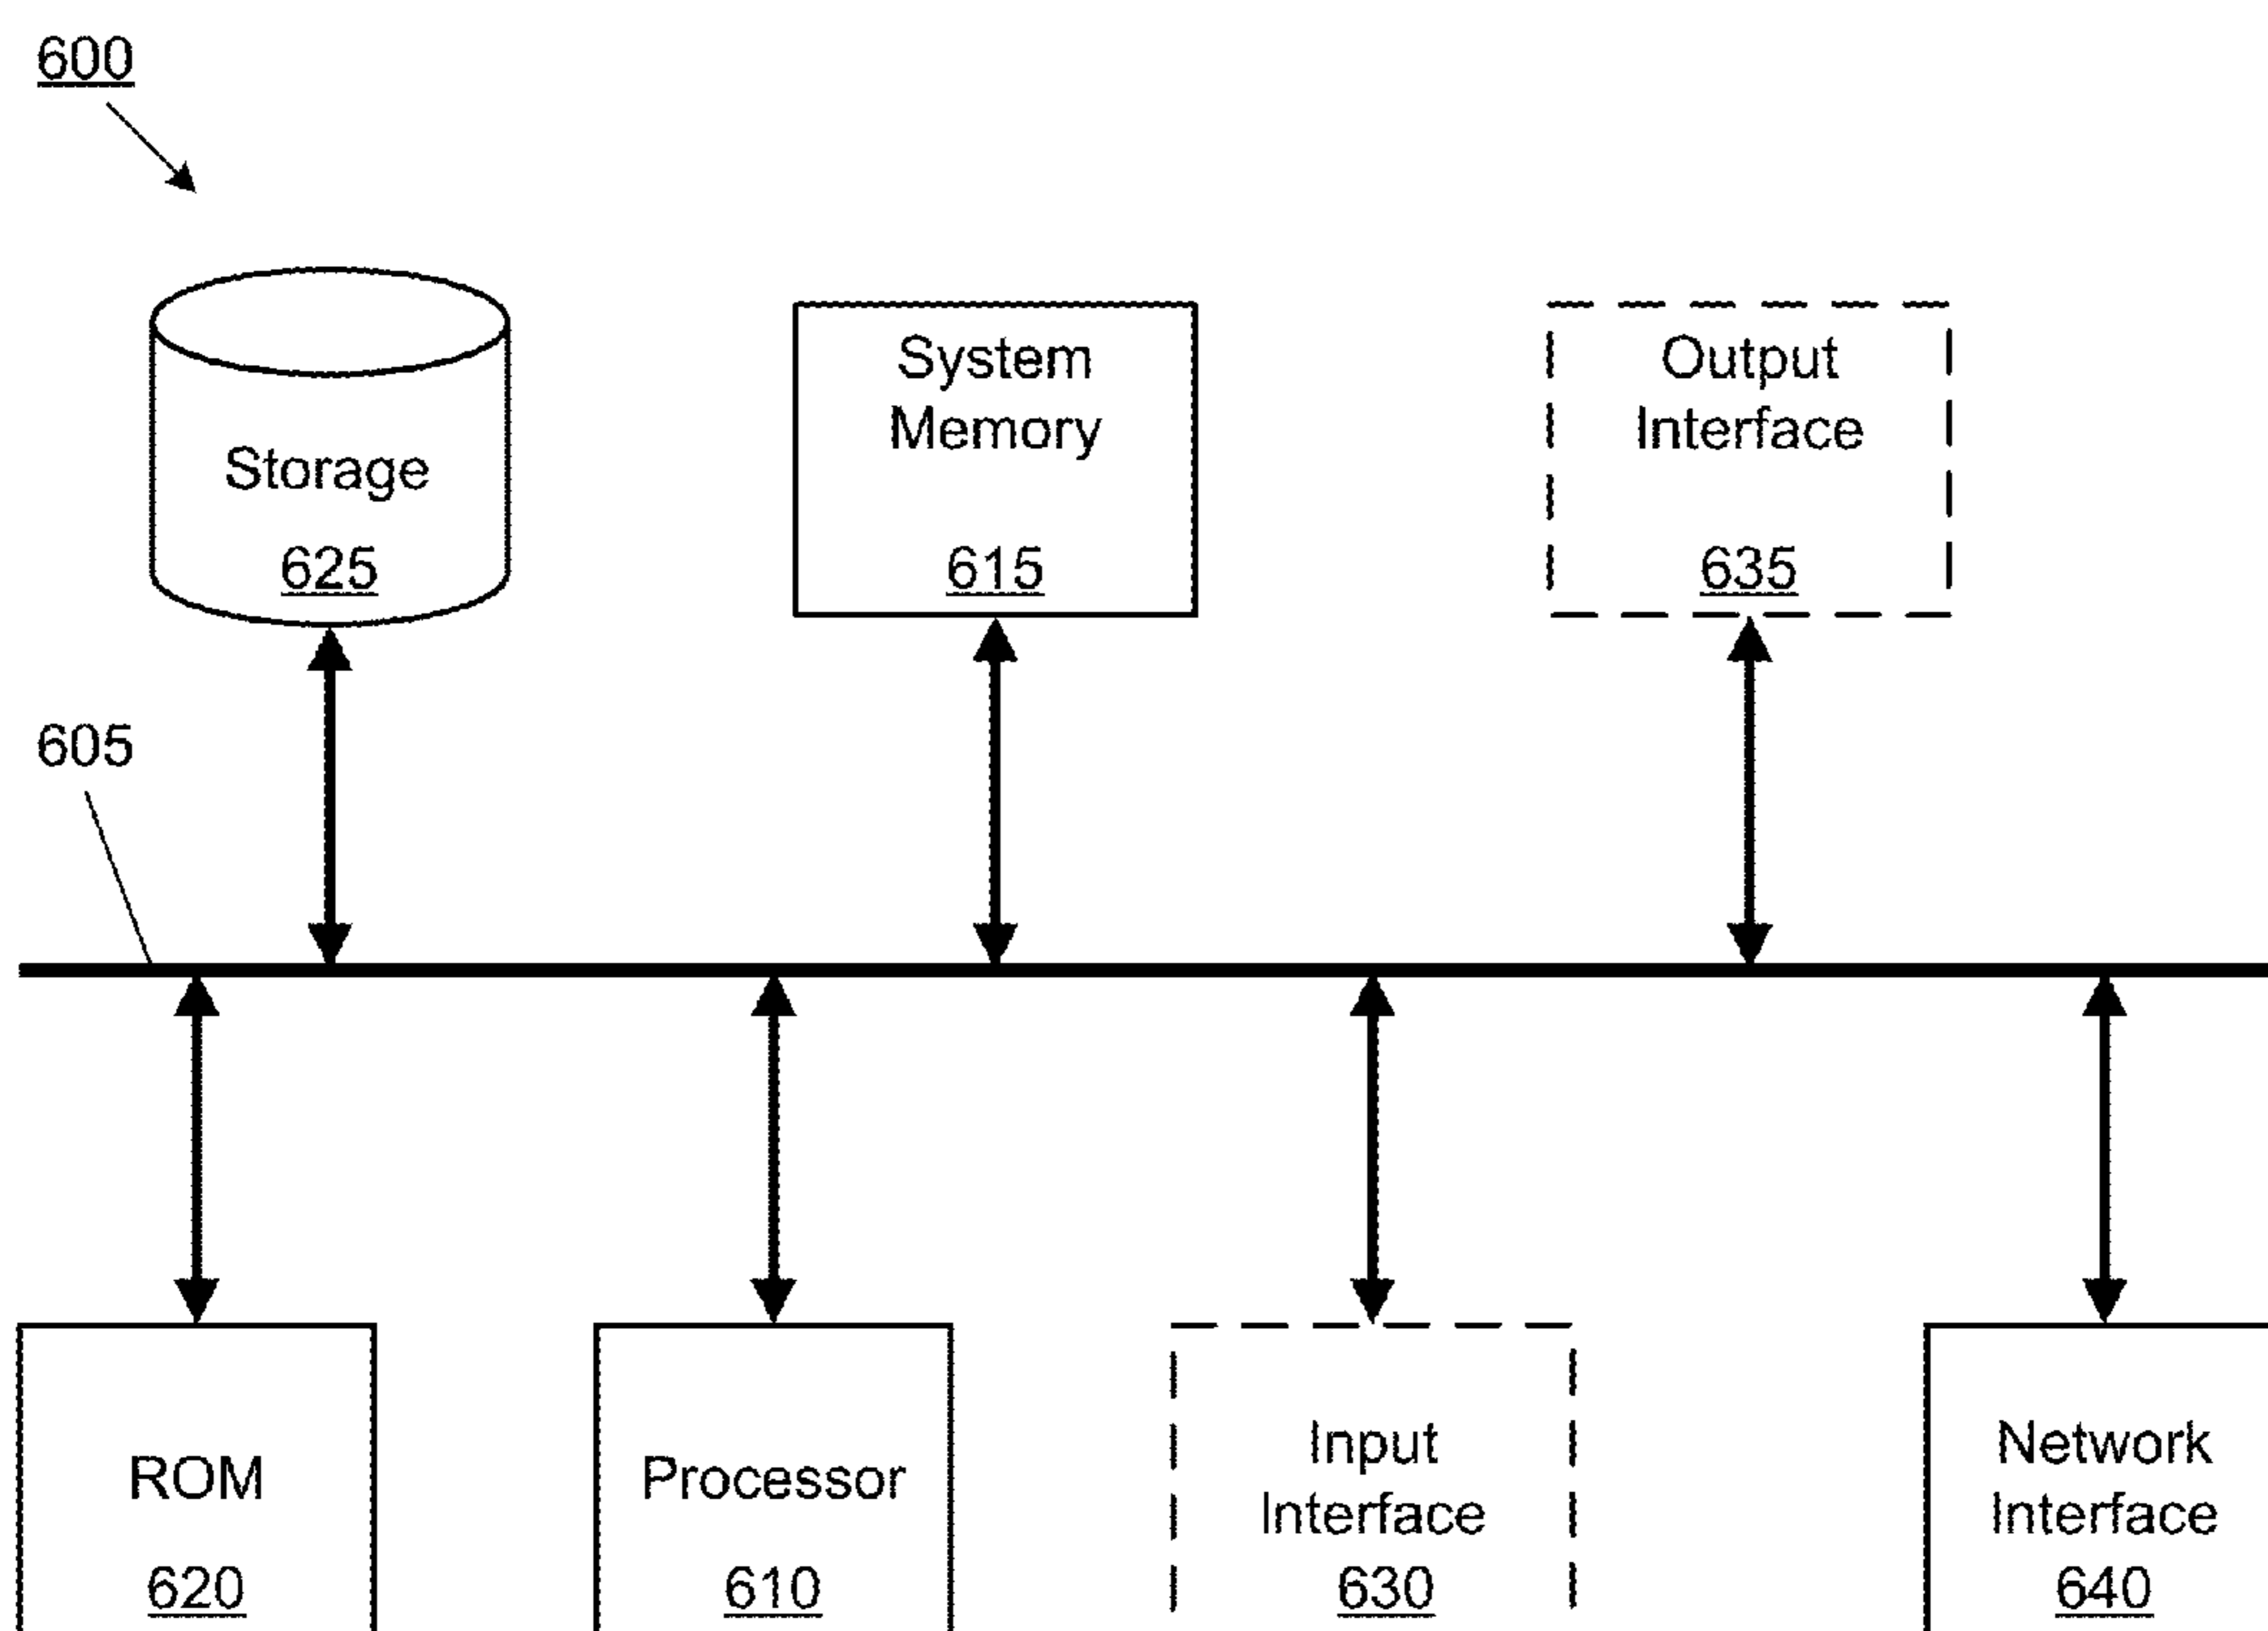 600
Storage
625
System
Memory
615
Output
Interface
635
605
ROM
620
Processor
610
Input
Interface
630
Network
Interface
640